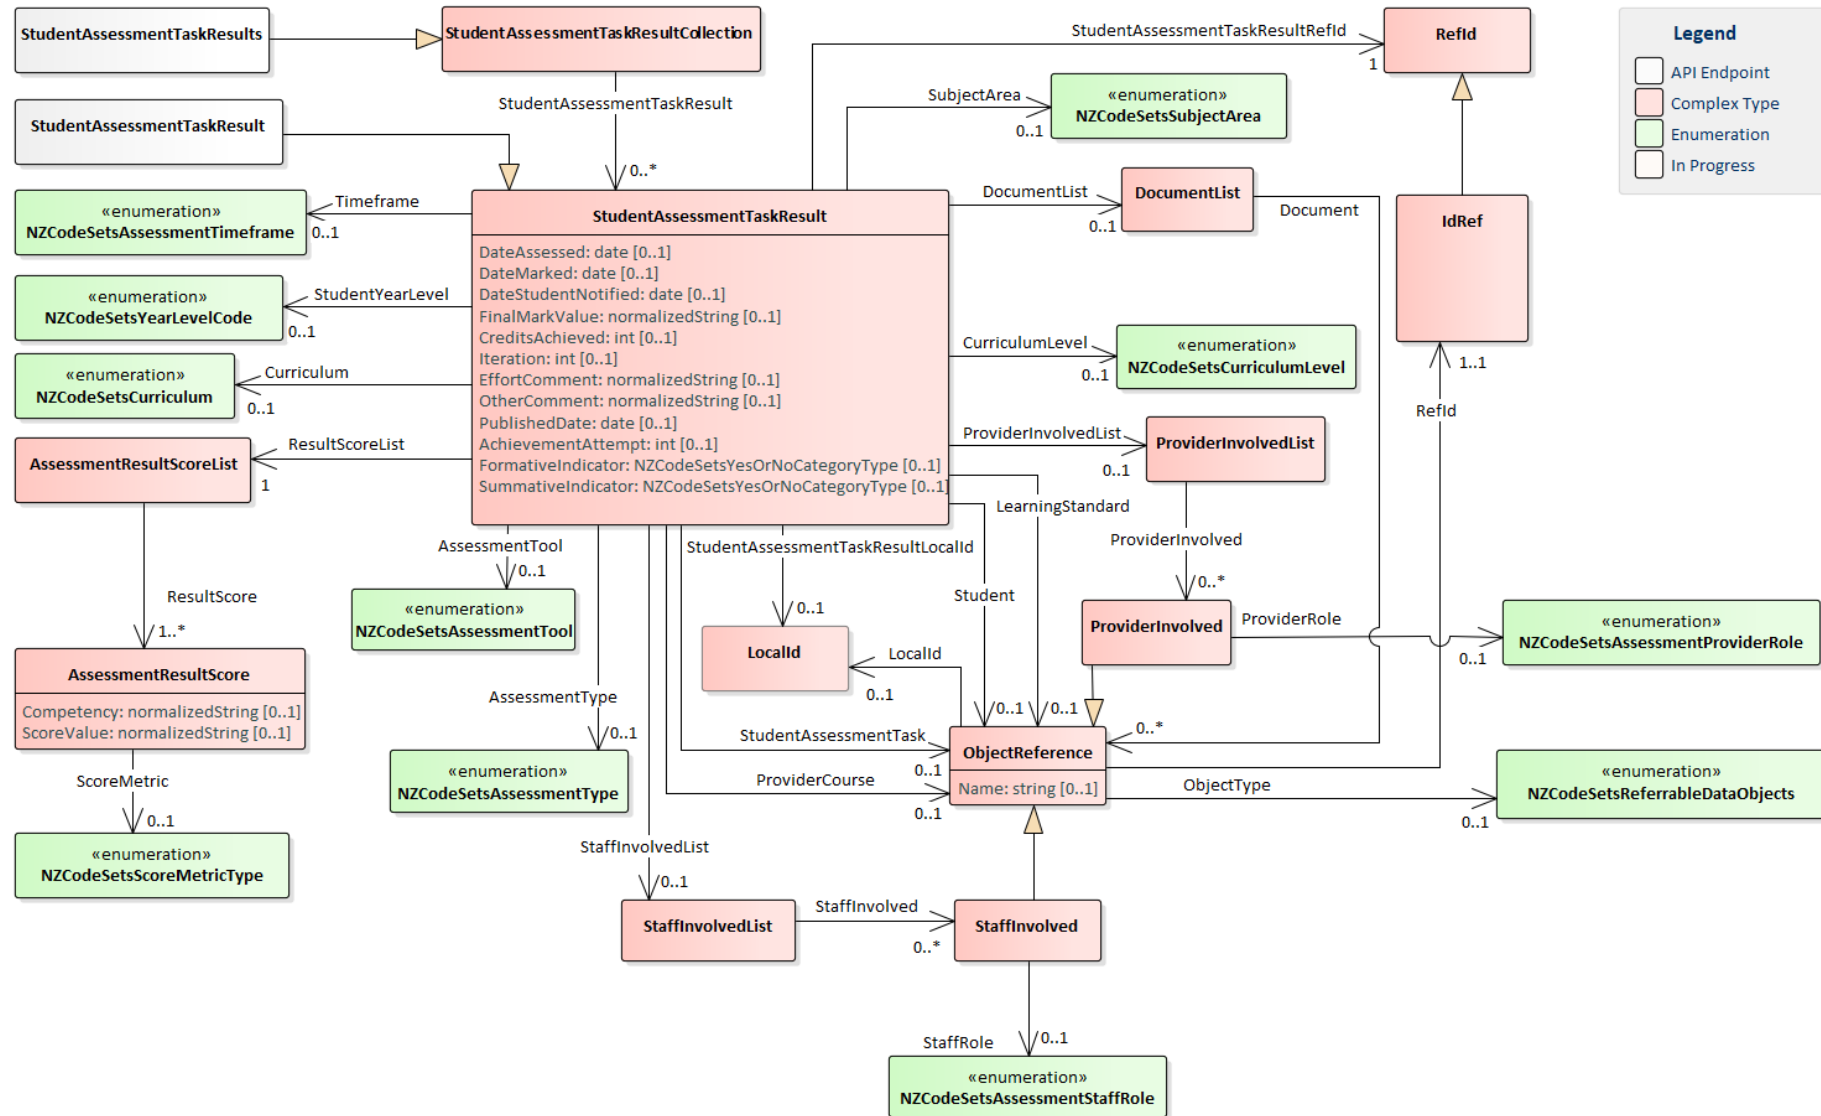 StudentAssessmentTaskResults
StudentAssessmentTaskResultCollection
StudentAssessmentTaskResultRefId
1
RefId
Legend
API Endpoint
Complex Type
Enumeration
In Progress
StudentAssessmentTaskResult
StudentAssessmentTaskResult
0..*
SubjectArea
0..1
«enumeration»
NZCodeSetsSubjectArea
«enumeration»
NZCodeSetsAssessmentTimeframe
Timeframe
0..1
StudentAssessmentTaskResult
DateAssessed: date [0..1]
DateMarked: date [0..1]
DateStudentNotified: date [0..1]
FinalMarkValue: normalizedString [0..1]
CreditsAchieved: int [0..1]
Iteration: int [0..1]
EffortComment: normalizedString [0..1]
OtherComment: normalizedString [0..1]
PublishedDate: date [0..1]
AchievementAttempt: int [0..1]
FormativeIndicator: NZCodeSetsYesOrNoCategoryType [0..1]
SummativeIndicator: NZCodeSetsYesOrNoCategoryType [0..1]
DocumentList
0..1
DocumentList
Document
IdRef
«enumeration»
NZCodeSetsYearLevelCode
StudentYearLevel
0..1
CurriculumLevel
0..1
«enumeration»
NZCodeSetsCurriculumLevel
1..1
RefId
«enumeration»
NZCodeSetsCurriculum
Curriculum
0..1
ProviderInvolvedList
0..1
ProviderInvolvedList
AssessmentResultScoreList
ResultScoreList
1
LearningStandard
ProviderInvolved
0..*
AssessmentTool
0..1
StudentAssessmentTaskResultLocalId
0..1
Student
ResultScore
1..*
«enumeration»
NZCodeSetsAssessmentTool
LocalId
LocalId
0..1
ProviderInvolved
ProviderRole
0..1
«enumeration»
NZCodeSetsAssessmentProviderRole
AssessmentResultScore
Competency: normalizedString [0..1]
ScoreValue: normalizedString [0..1]
AssessmentType
0..1
0..1
0..1
0..*
StudentAssessmentTask
0..1
ObjectReference
Name: string [0..1]
ProviderCourse
0..1
ObjectType
0..1
«enumeration»
NZCodeSetsReferrableDataObjects
ScoreMetric
0..1
«enumeration»
NZCodeSetsAssessmentType
«enumeration»
NZCodeSetsScoreMetricType
StaffInvolvedList
0..1
StaffInvolvedList
StaffInvolved
0..*
StaffInvolved
StaffRole
0..1
«enumeration»
NZCodeSetsAssessmentStaffRole